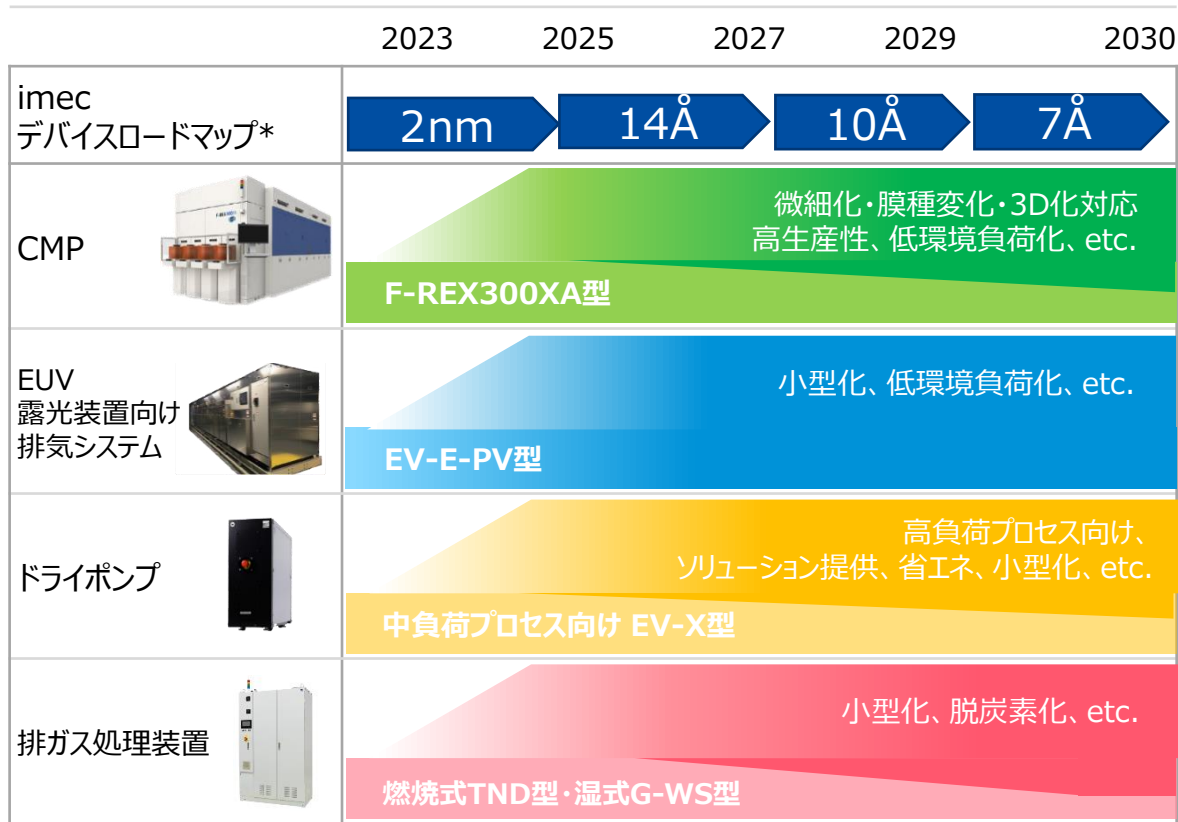 2023 2025 2027 2029 2030
imec
デバイスロードマップ*
2nm 14Å 10Å 7Å
CMP
微細化・膜種変化・3D化対応
高生産性、低環境負荷化、etc.
F-REX300XA型
EUV
露光装置向け
排気システム
小型化、低環境負荷化、etc.
EV-E-PV型
ドライポンプ
高負荷プロセス向け、
ソリューション提供、省エネ、小型化、etc.
中負荷プロセス向け EV-X型
排ガス処理装置
小型化、脱炭素化、etc.
燃焼式TND型・湿式G-WS型